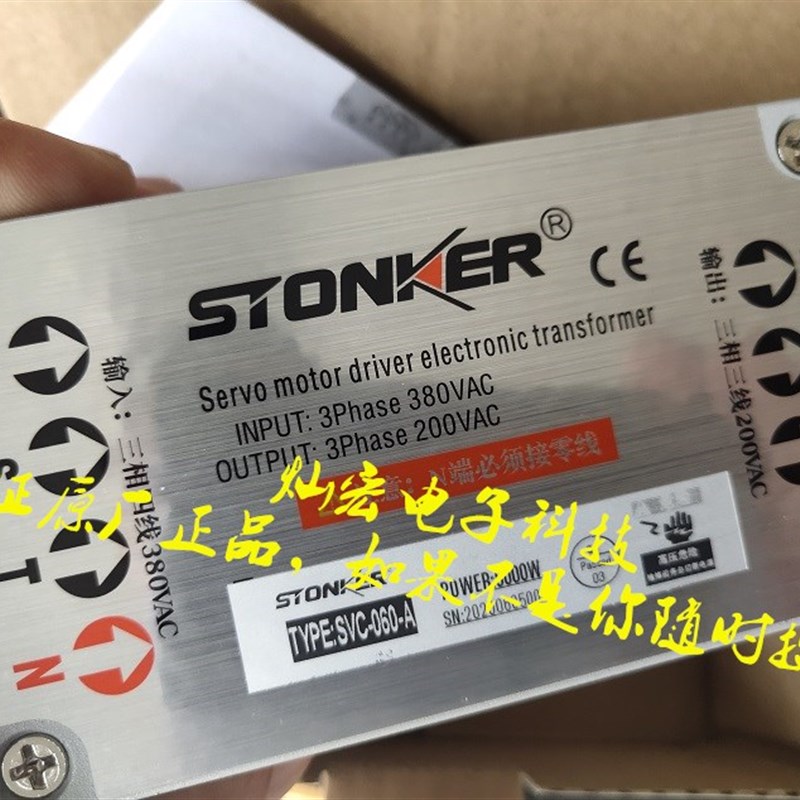 STONKER®
CE
Servo motor driver electronic transformer
INPUT: 3Phase 380VAC
OUTPUT: 3Phase 200VAC
N端必须接零线
输入：三相四线380VAC
输出：三相三线200VAC
S
T
N
灿宏电子科技
正原厂正品，如果不是你随时
STONKER
TYPE:SVC-060-A
03
高压危险